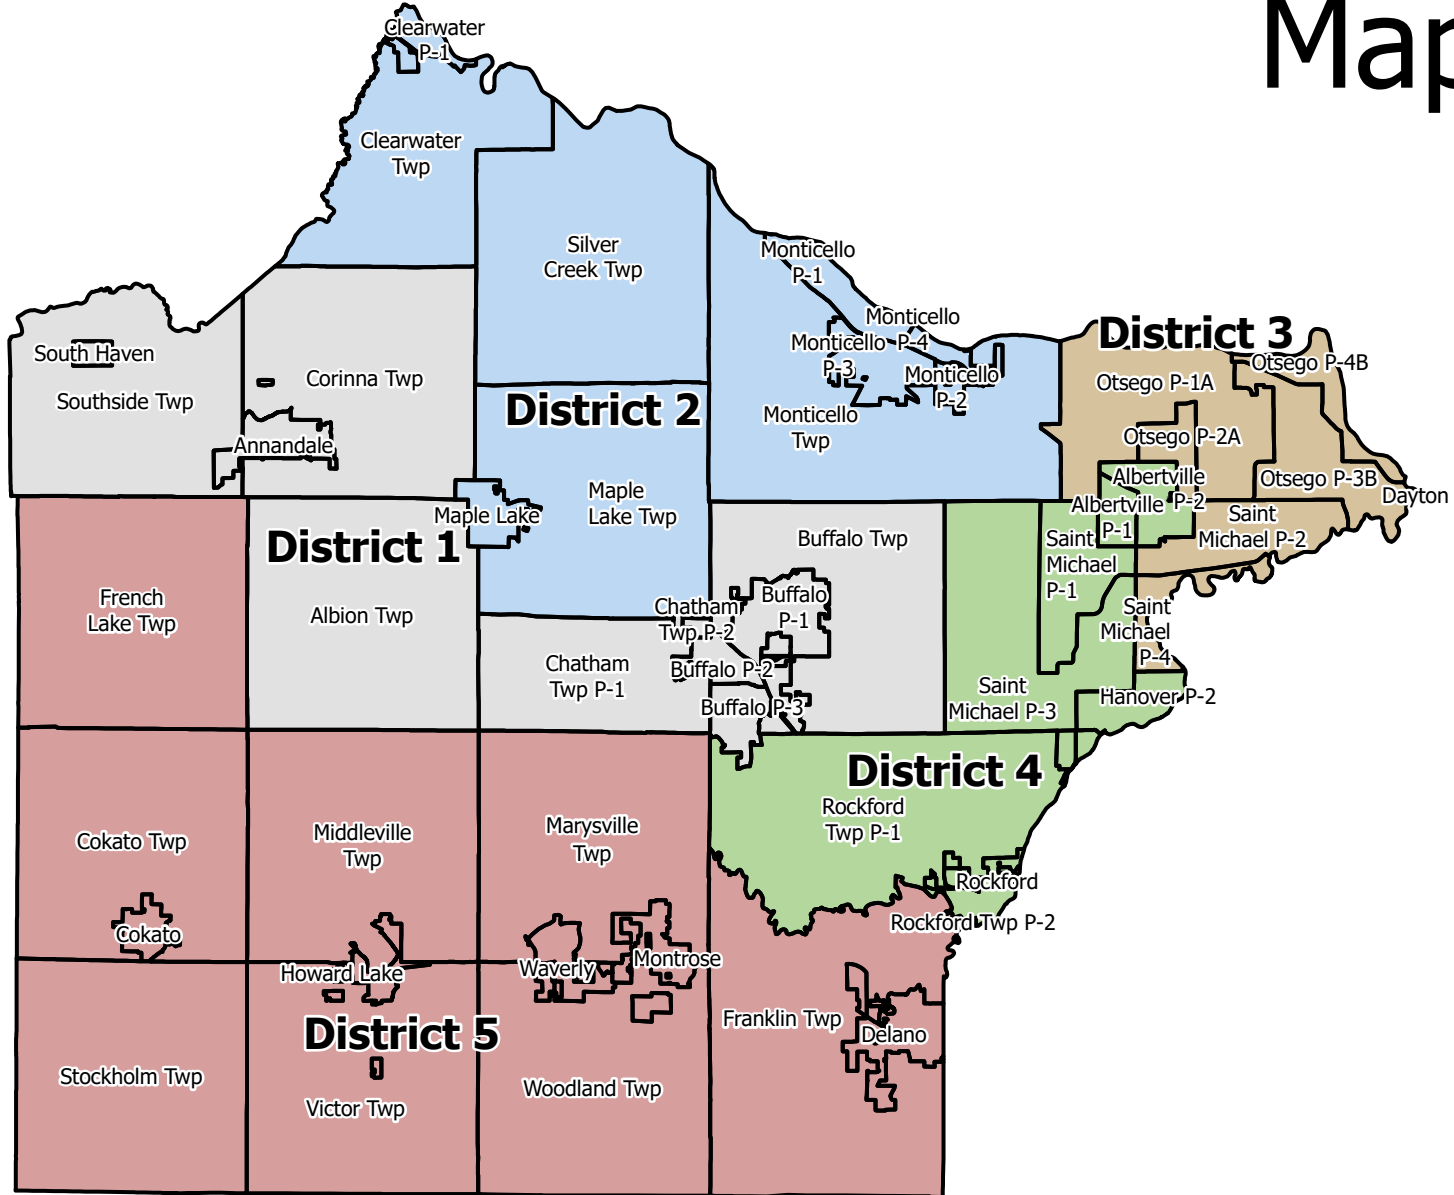 Map
Clearwater
P-1
Clearwater
Twp
Silver
Creek Twp
Monticello
P-1
Monticello
P-4
Monticello
P-3
Monticello
P-2
Monticello
Twp
District 3
Otsego P-4B
Otsego P-1A
Otsego P-2A
Otsego P-3B
Dayton
Albertville
P-2
Albertville
P-1
Saint
Michael P-2
Saint
Michael
P-1
Saint
Michael
P-4
Saint
Michael P-3
Hanover P-2
South Haven
Southside Twp
Corinna Twp
Annandale
District 2
Maple
Lake Twp
Maple Lake
District 1
Buffalo Twp
French
Lake Twp
Albion Twp
Chatham
Twp P-2
Buffalo
P-1
Chatham
Twp P-1
Buffalo P-2
Buffalo P-3
District 4
Rockford
Twp P-1
Rockford
Rockford Twp P-2
Cokato Twp
Middleville
Twp
Marysville
Twp
Cokato
Howard Lake
Waverly
Montrose
District 5
Franklin Twp
Delano
Stockholm Twp
Victor Twp
Woodland Twp